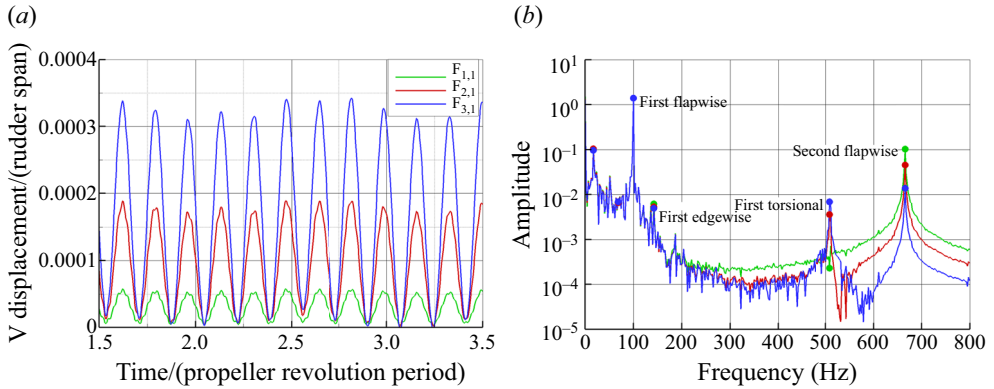 (a)
V displacement/(rudder span)
0.0004
0.0003
0.0002
0.0001
0
1.5 2.0 2.5 3.0 3.5
Time/(propeller revolution period)
F1,1
F2,1
F3,1
(b)
Amplitude
10^1
10^0
10^-1
10^-2
10^-3
10^-4
10^-5
0 100 200 300 400 500 600 700 800
Frequency (Hz)
First flapwise
Second flapwise
First torsional
First edgewise